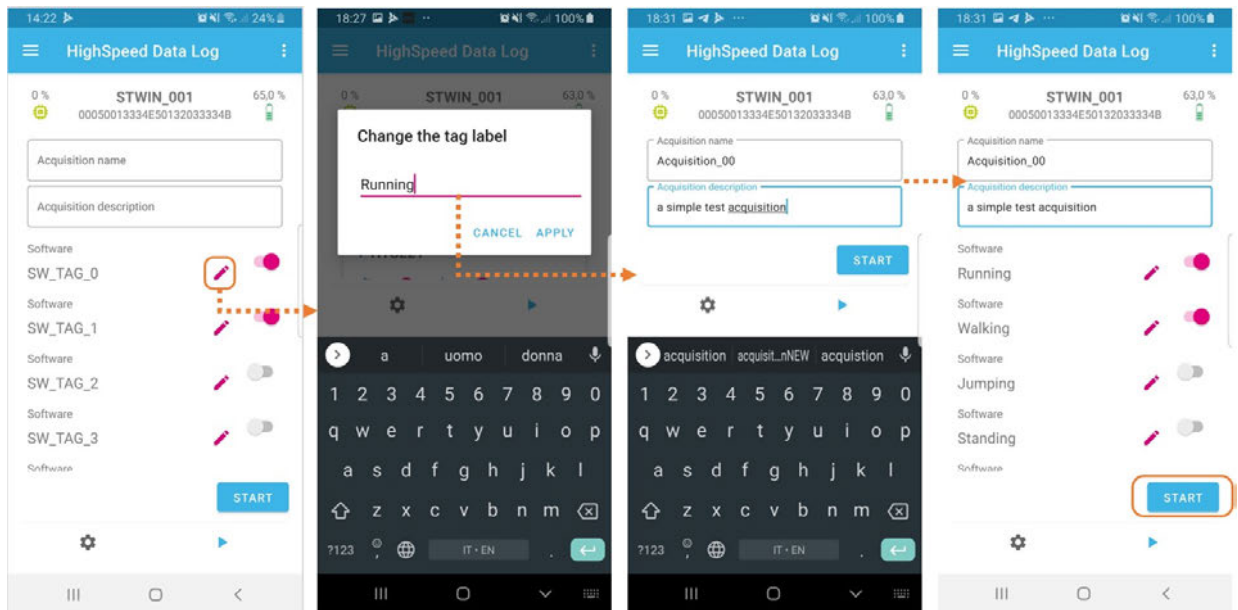 14:22 24%
HighSpeed Data Log
0 % STWIN_001 65,0 %
00050013334E50132033334B
Acquisition name
Acquisition description
Software
SW_TAG_0
Software
SW_TAG_1
Software
SW_TAG_2
Software
SW_TAG_3
Software
START
18:27 100%
HighSpeed Data Log
0 % STWIN_001 63,0 %
Change the tag label
Running
CANCEL APPLY
a uomo donna
1 2 3 4 5 6 7 8 9 0
q w e r t y u i o p
a s d f g h j k l
z x c v b n m
?123 , IT • EN .
18:31 100%
HighSpeed Data Log
0 % STWIN_001 63,0 %
00050013334E50132033334B
Acquisition name
Acquisition_00
Acquisition description
a simple test acquisition
START
acquisition acquisit...nNEW acquistion
1 2 3 4 5 6 7 8 9 0
q w e r t y u i o p
a s d f g h j k l
z x c v b n m
?123 , IT • EN .
18:31 100%
HighSpeed Data Log
0 % STWIN_001 63,0 %
00050013334E50132033334B
Acquisition name
Acquisition_00
Acquisition description
a simple test acquisition
Software
Running
Software
Walking
Software
Jumping
Software
Standing
Software
START